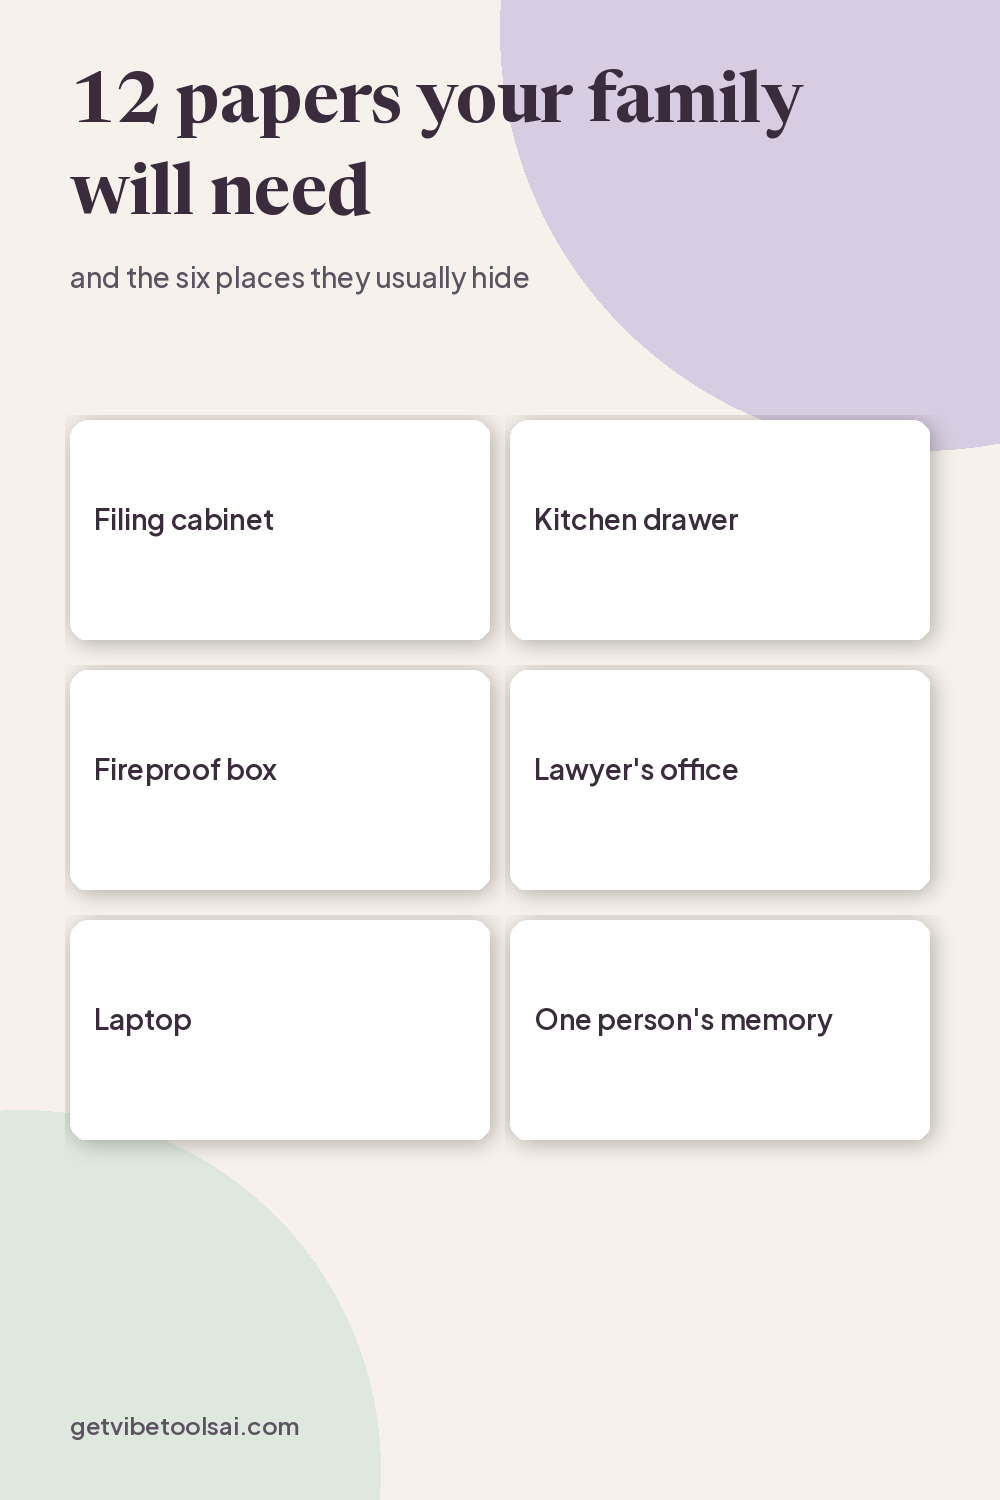 12 papers your family
will need
and the six places they usually hide
Filing cabinet
Kitchen drawer
Fireproof box
Lawyer's office
Laptop
One person's memory
getvibetoolsai.com